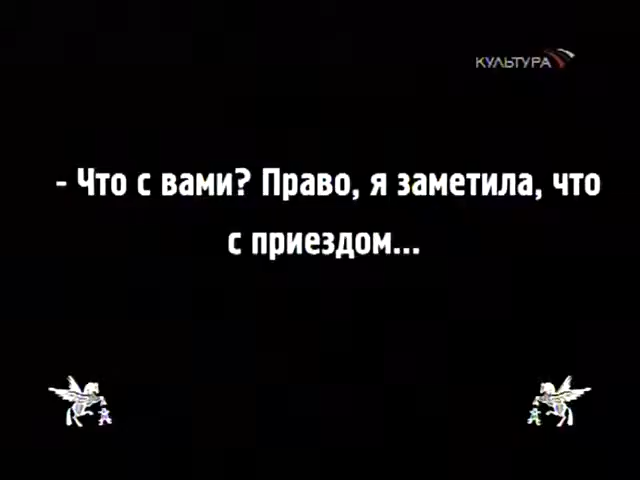 КУЛЬТУРА
- Что с вами? Право, я заметила, что
с приездом...